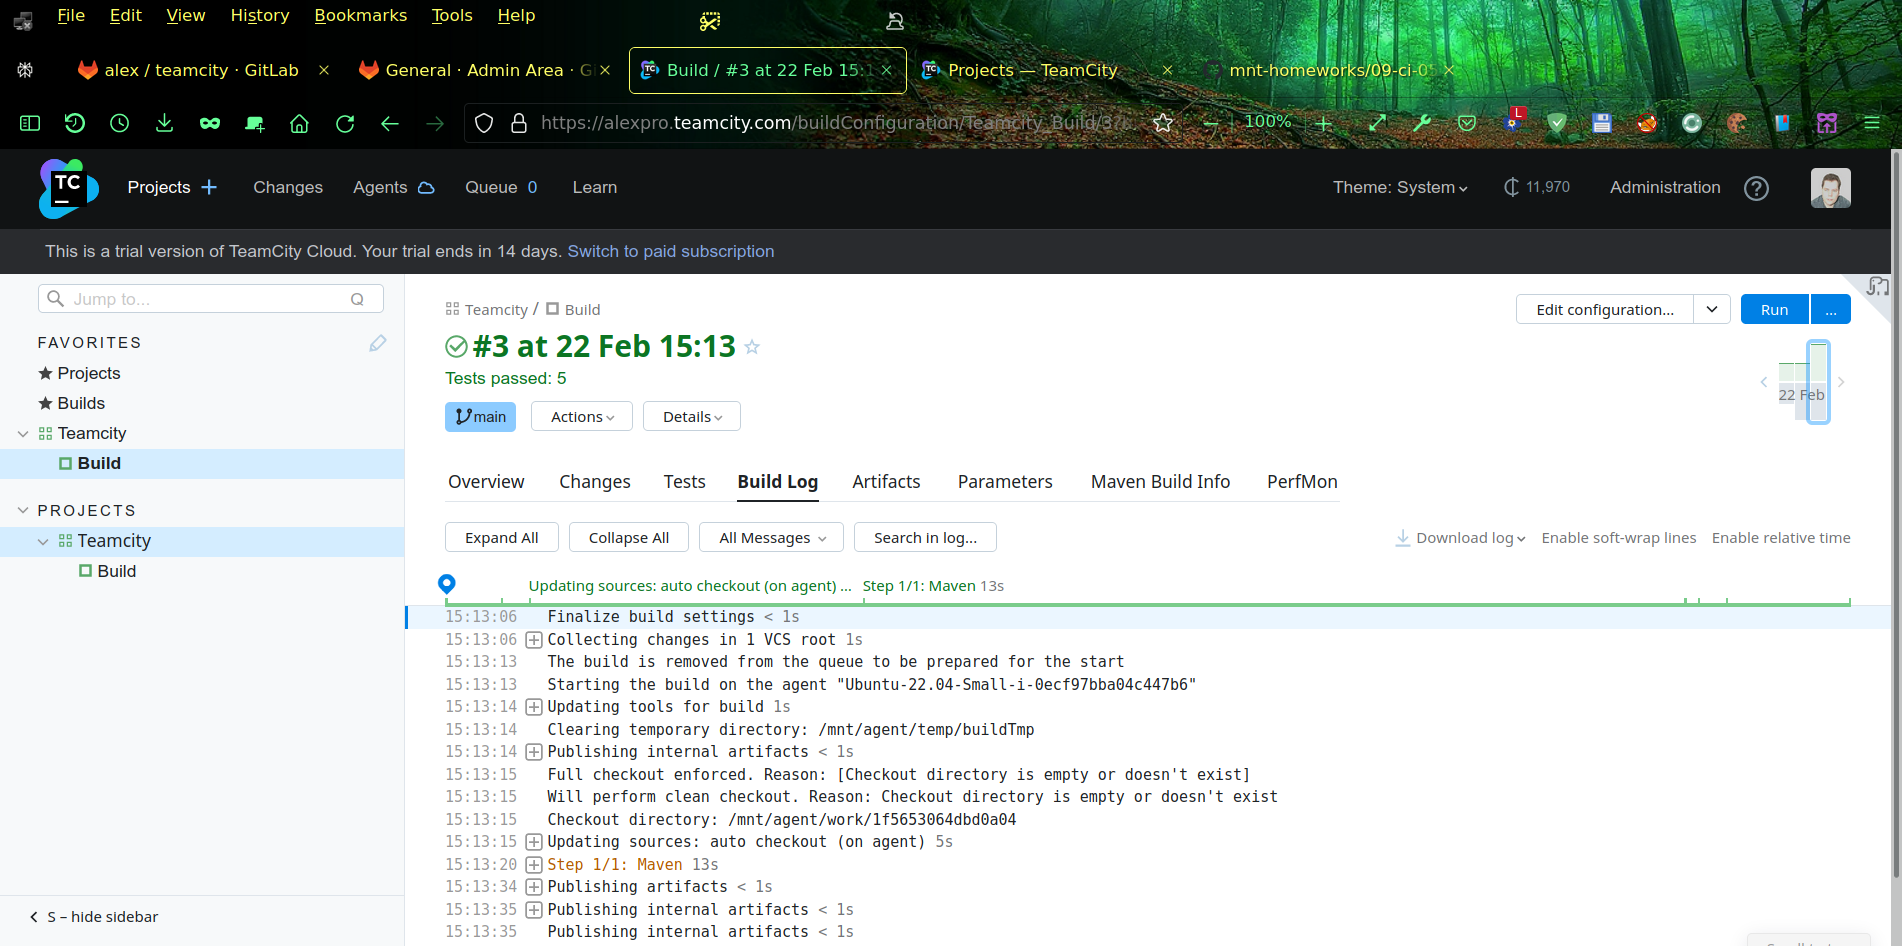 File Edit View History Bookmarks Tools Help
alex / teamcity · GitLab
General · Admin Area · G
Build / #3 at 22 Feb 15:1
Projects — TeamCity
mnt-homeworks/09-ci-05
https://alexpro.teamcity.com/buildConfiguration/Teamcity_Build/3
100%
L
TC
Projects
Changes
Agents
Queue 0
Learn
Theme: System
11,970
Administration
?
This is a trial version of TeamCity Cloud. Your trial ends in 14 days. Switch to paid subscription
Jump to...
Q
FAVORITES
Projects
Builds
Teamcity
Build
PROJECTS
Teamcity
Build
S – hide sidebar
Teamcity / Build
Edit configuration...
Run
...
#3 at 22 Feb 15:13
Tests passed: 5
22 Feb
main
Actions
Details
Overview Changes Tests Build Log Artifacts Parameters Maven Build Info PerfMon
Expand All
Collapse All
All Messages
Search in log...
Download log
Enable soft-wrap lines
Enable relative time
Updating sources: auto checkout (on agent) ... Step 1/1: Maven 13s
15:13:06 Finalize build settings < 1s
15:13:06 Collecting changes in 1 VCS root 1s
15:13:13 The build is removed from the queue to be prepared for the start
15:13:13 Starting the build on the agent "Ubuntu-22.04-Small-i-0ecf97bba04c447b6"
15:13:14 Updating tools for build 1s
15:13:14 Clearing temporary directory: /mnt/agent/temp/buildTmp
15:13:14 Publishing internal artifacts < 1s
15:13:15 Full checkout enforced. Reason: [Checkout directory is empty or doesn't exist]
15:13:15 Will perform clean checkout. Reason: Checkout directory is empty or doesn't exist
15:13:15 Checkout directory: /mnt/agent/work/1f5653064dbd0a04
15:13:15 Updating sources: auto checkout (on agent) 5s
15:13:20 Step 1/1: Maven 13s
15:13:34 Publishing artifacts < 1s
15:13:35 Publishing internal artifacts < 1s
15:13:35 Publishing internal artifacts < 1s